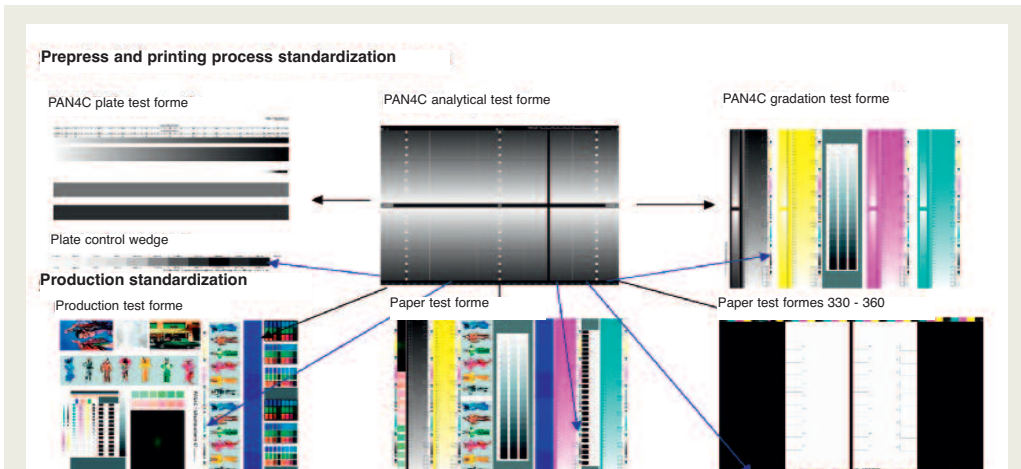 Prepress and printing process standardization
PAN4C plate test forme
PAN4C analytical test forme
PAN4C gradation test forme
Plate control wedge
Production standardization
Production test forme
Paper test forme
Paper test formes 330 - 360